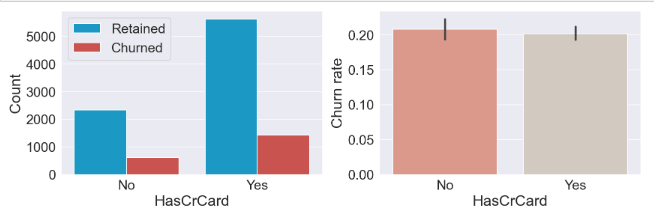 Retained
Churned
Count
5000
4000
3000
2000
1000
0
No
Yes
HasCrCard
Churn rate
0.20
0.15
0.10
0.05
0.00
No
Yes
HasCrCard